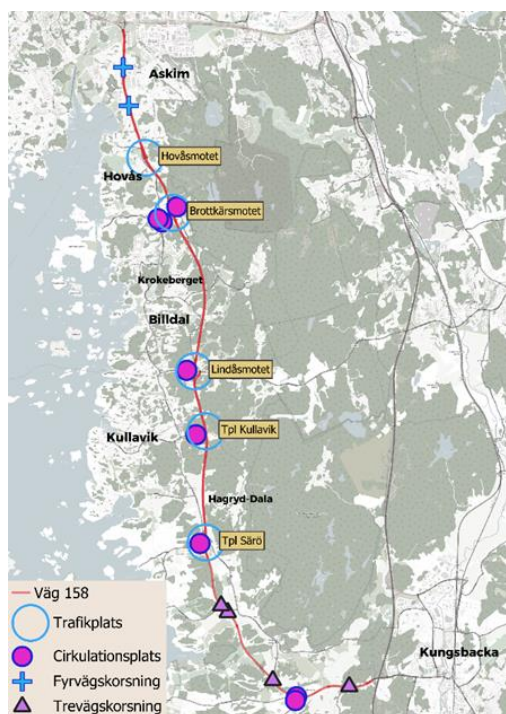 Askim
Hovåsmotet
Hovås
Brottkärsmotet
Krokeberget
Billdal
Lindåsmotet
Tpl Kullavik
Kullavik
Hagryd-Dala
Tpl Särö
Väg 158
Trafikplats
Cirkulationsplats
Fyrvägskorsning
Trevägskorsning
Kungsbacka